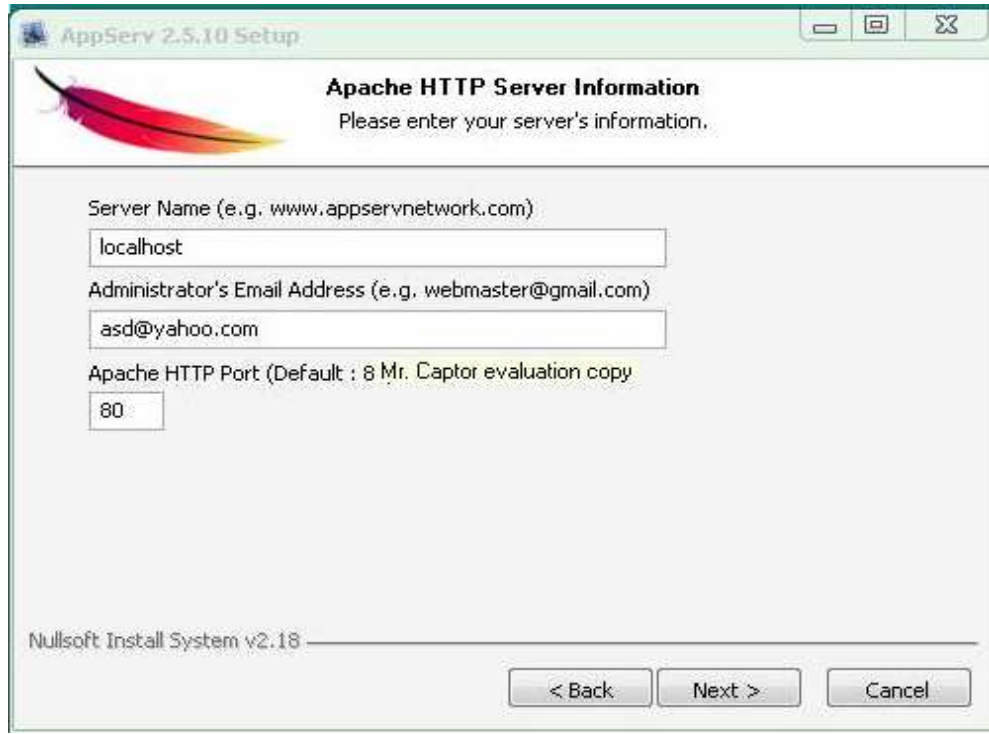 AppServ 2.5.10 Setup
Apache HTTP Server Information
Please enter your server's information.
Server Name (e.g. www.appservnetwork.com)
localhost
Administrator's Email Address (e.g. webmaster@gmail.com)
asd@yahoo.com
Apache HTTP Port (Default : 8 Mr. Captor evaluation copy
80
Nullsoft Install System v2.18
< Back Next > Cancel